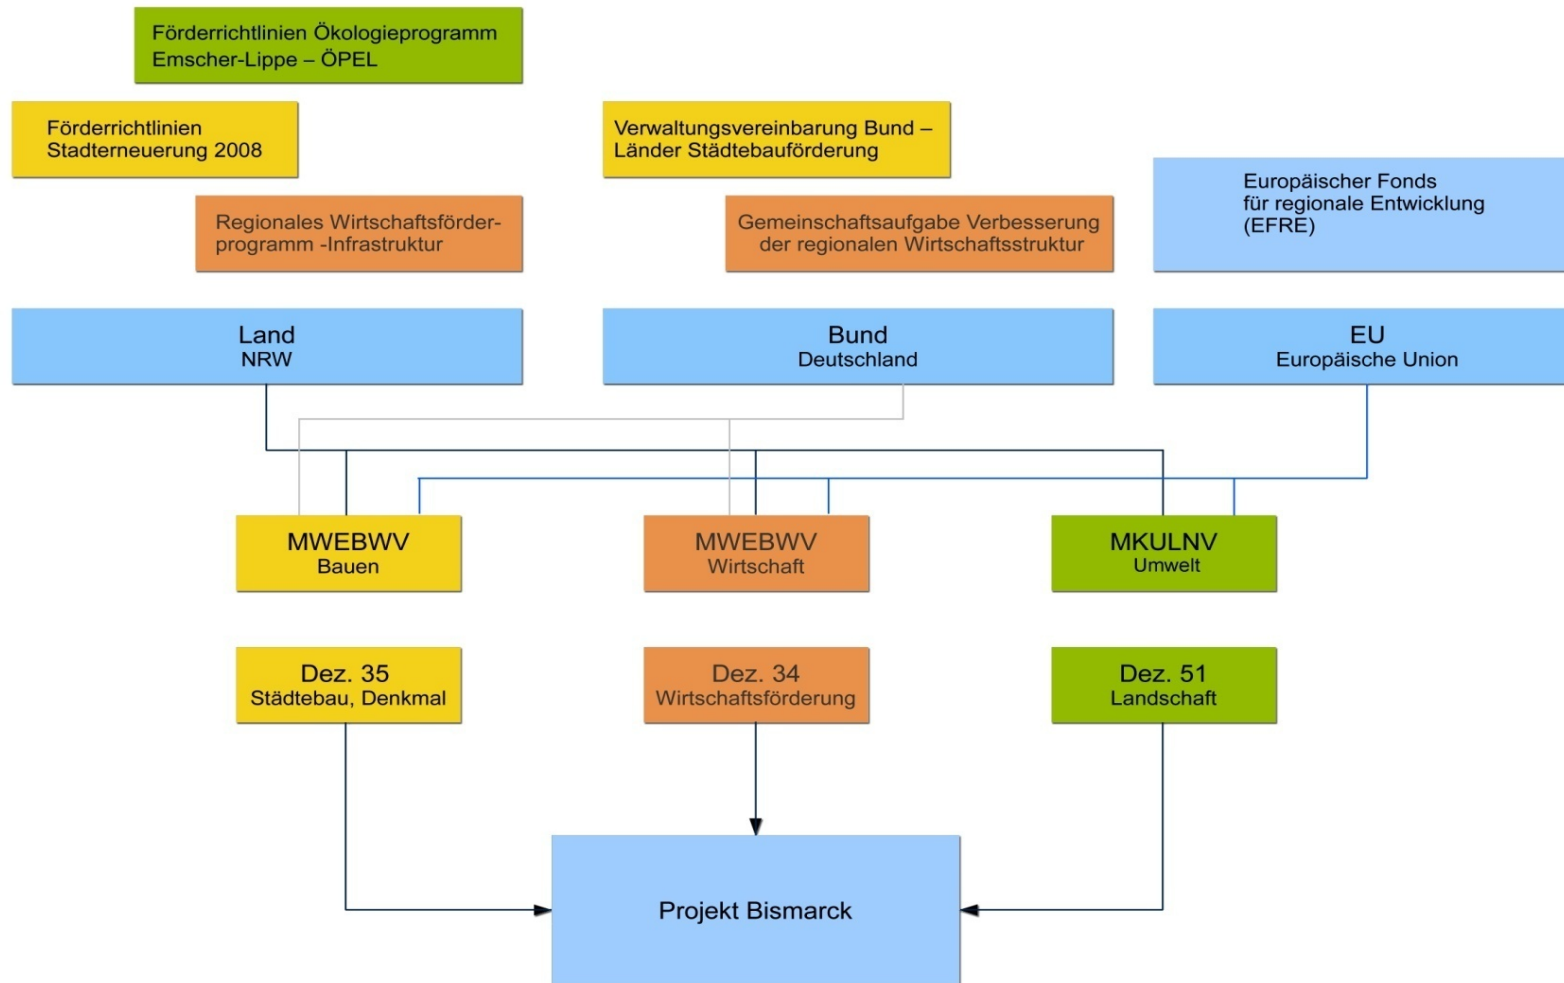 Förderrichtlinien Ökologieprogramm
Emscher-Lippe – ÖPEL
Förderrichtlinien
Stadterneuerung 2008
Verwaltungsvereinbarung Bund –
Länder Städtebauförderung
Europäischer Fonds
für regionale Entwicklung
(EFRE)
Regionales Wirtschaftsförder-
programm -Infrastruktur
Gemeinschaftsaufgabe Verbesserung
der regionalen Wirtschaftsstruktur
Land
NRW
Bund
Deutschland
EU
Europäische Union
MWEBWV
Bauen
MWEBWV
Wirtschaft
MKULNV
Umwelt
Dez. 35
Städtebau, Denkmal
Dez. 34
Wirtschaftsförderung
Dez. 51
Landschaft
Projekt Bismarck